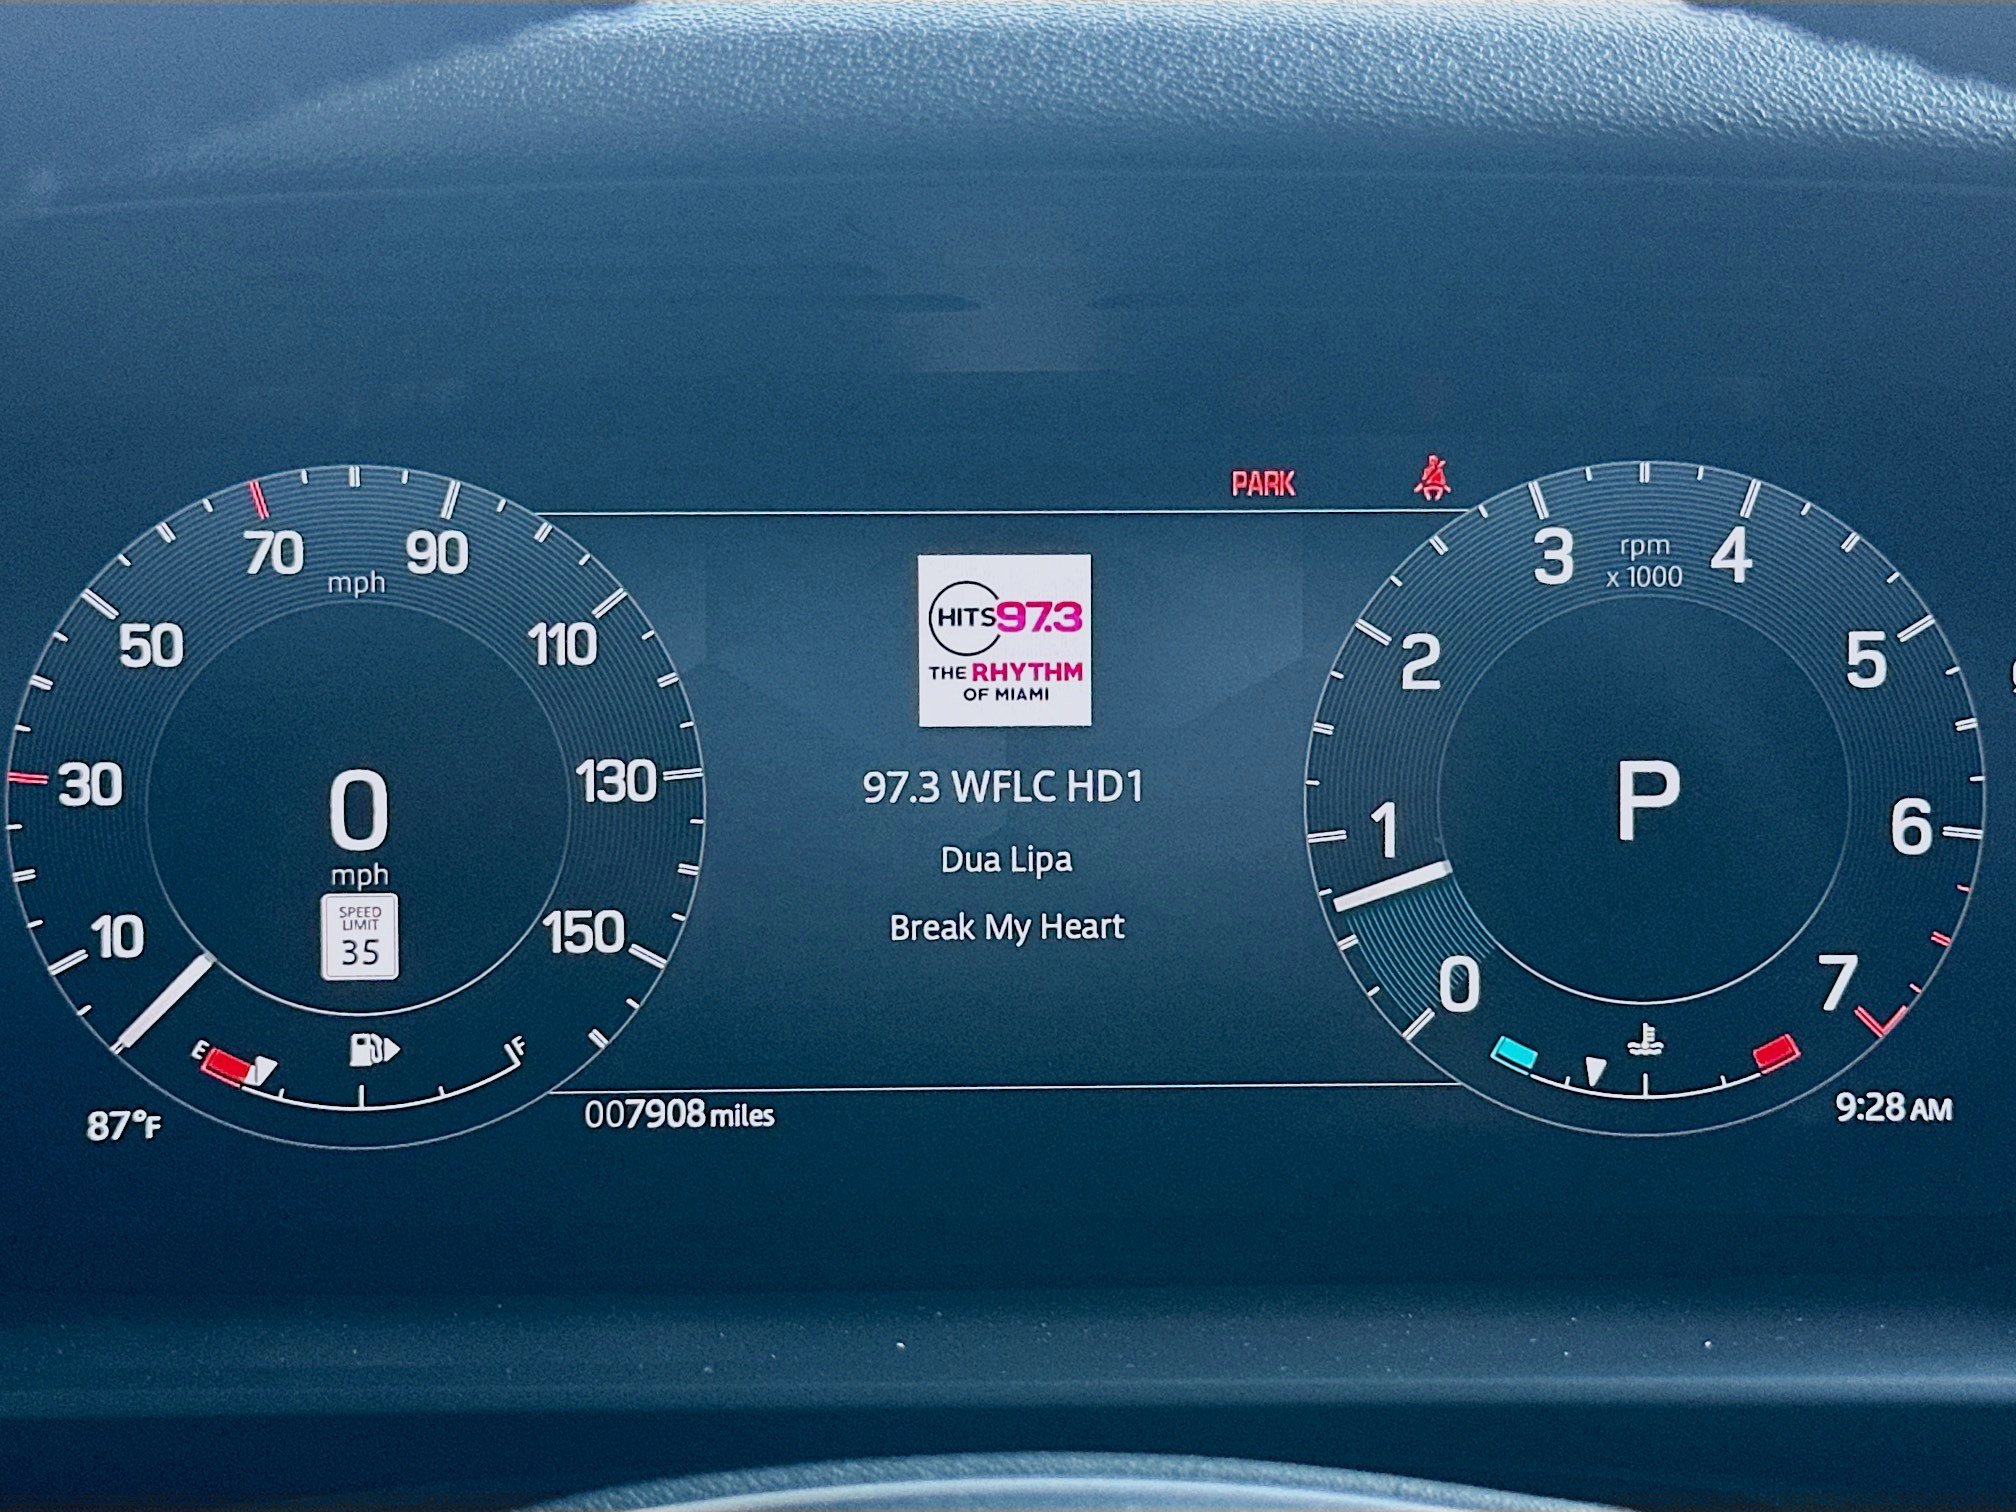 PARK
70
90
mph
50
110
30
130
0
mph
SPEED
LIMIT
35
10
150
E
F
87°F
HITS 97.3
THE RHYTHM
OF MIAMI
97.3 WFLC HD1
Dua Lipa
Break My Heart
007908 miles
3
rpm
x 1000
4
2
5
1
P
6
0
7
9:28 AM